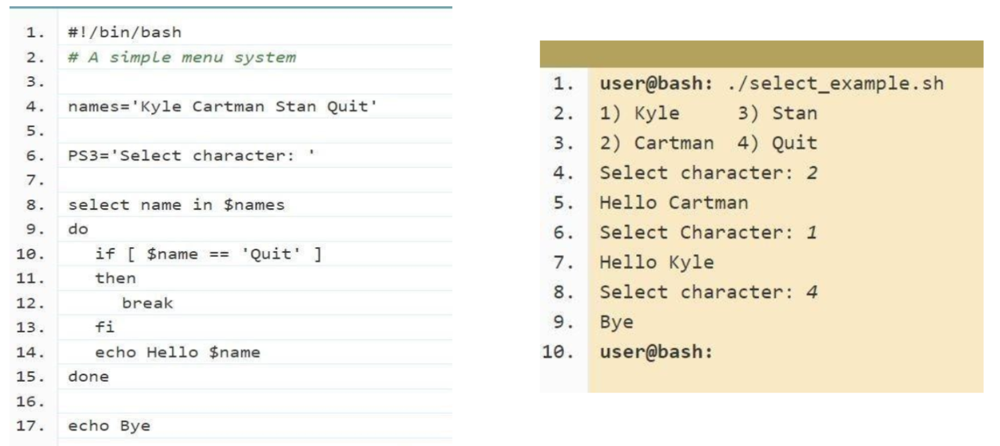 1. #!/bin/bash
2. # A simple menu system
3.
4. names='Kyle Cartman Stan Quit'
5.
6. PS3='Select character: '
7.
8. select name in $names
9. do
10. if [ $name == 'Quit' ]
11. then
12. break
13. fi
14. echo Hello $name
15. done
16.
17. echo Bye
1. user@bash: ./select_example.sh
2. 1) Kyle 3) Stan
3. 2) Cartman 4) Quit
4. Select character: 2
5. Hello Cartman
6. Select Character: 1
7. Hello Kyle
8. Select character: 4
9. Bye
10. user@bash: